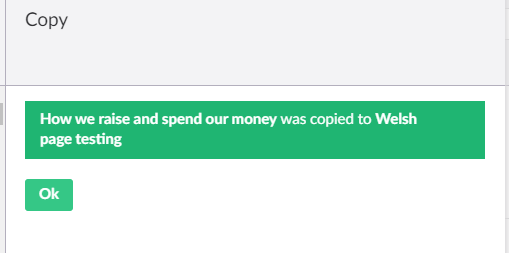 Copy
How we raise and spend our money was copied to Welsh
page testing
Ok